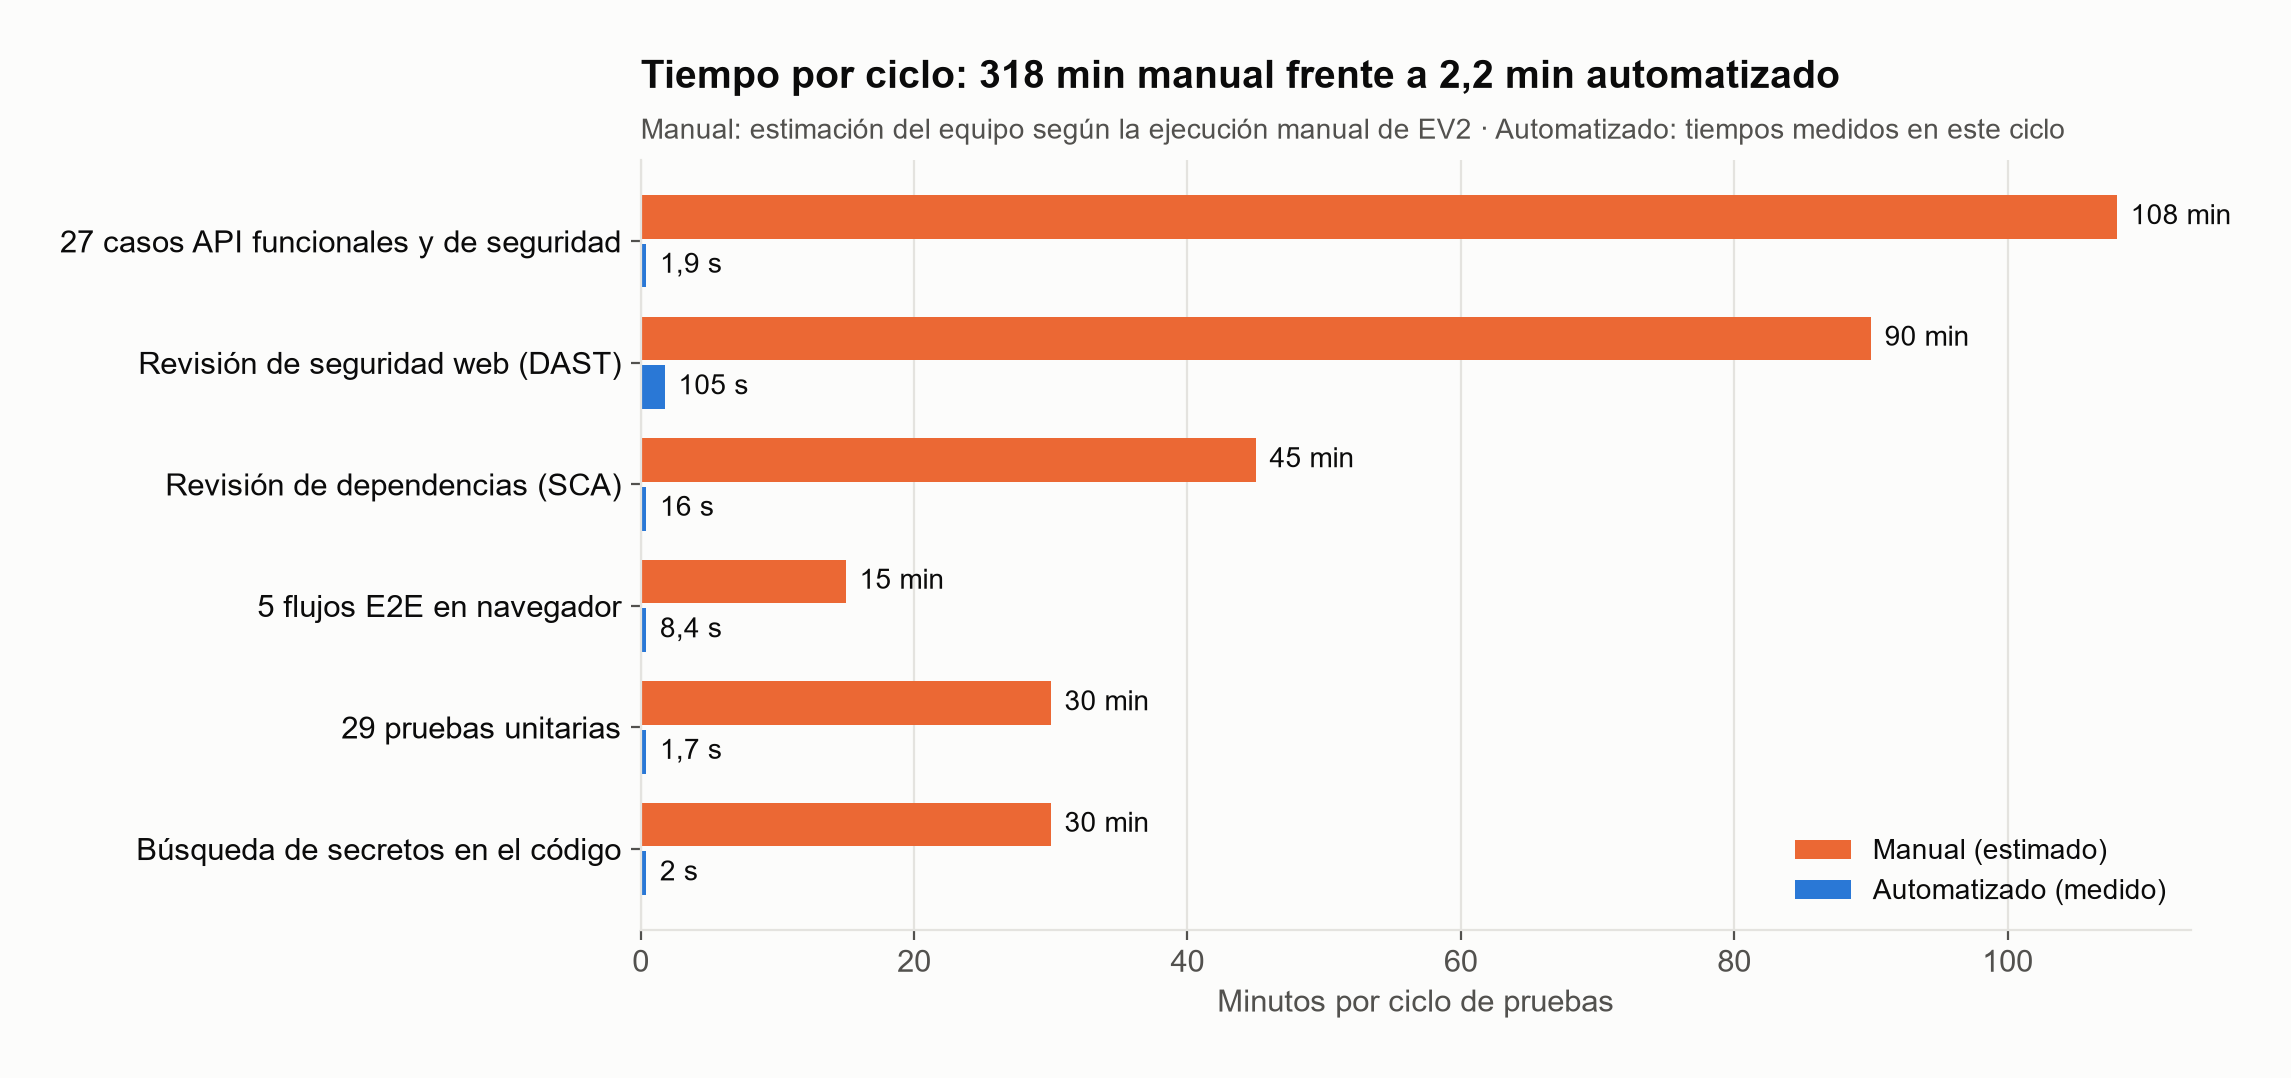 Tiempo por ciclo: 318 min manual frente a 2,2 min automatizado
Manual: estimación del equipo según la ejecución manual de EV2 · Automatizado: tiempos medidos en este ciclo
27 casos API funcionales y de seguridad
108 min
1,9 s
Revisión de seguridad web (DAST)
90 min
105 s
Revisión de dependencias (SCA)
45 min
16 s
5 flujos E2E en navegador
15 min
8,4 s
29 pruebas unitarias
30 min
1,7 s
Búsqueda de secretos en el código
30 min
2 s
Manual (estimado)
Automatizado (medido)
0 20 40 60 80 100
Minutos por ciclo de pruebas